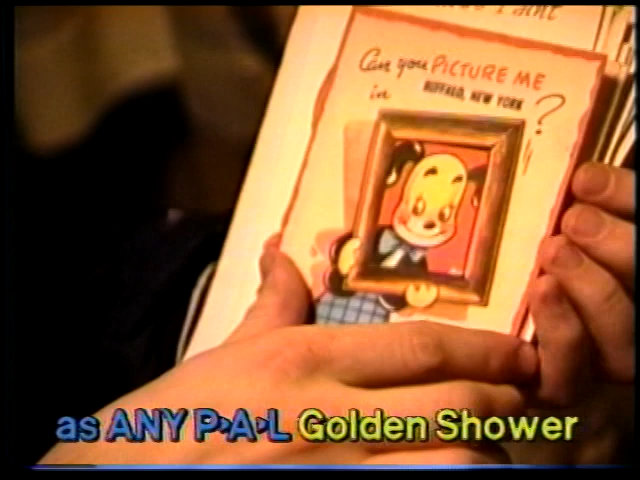 Can you PICTURE ME
in BUFFALO, NEW YORK ?
as ANY P•A•L Golden Shower